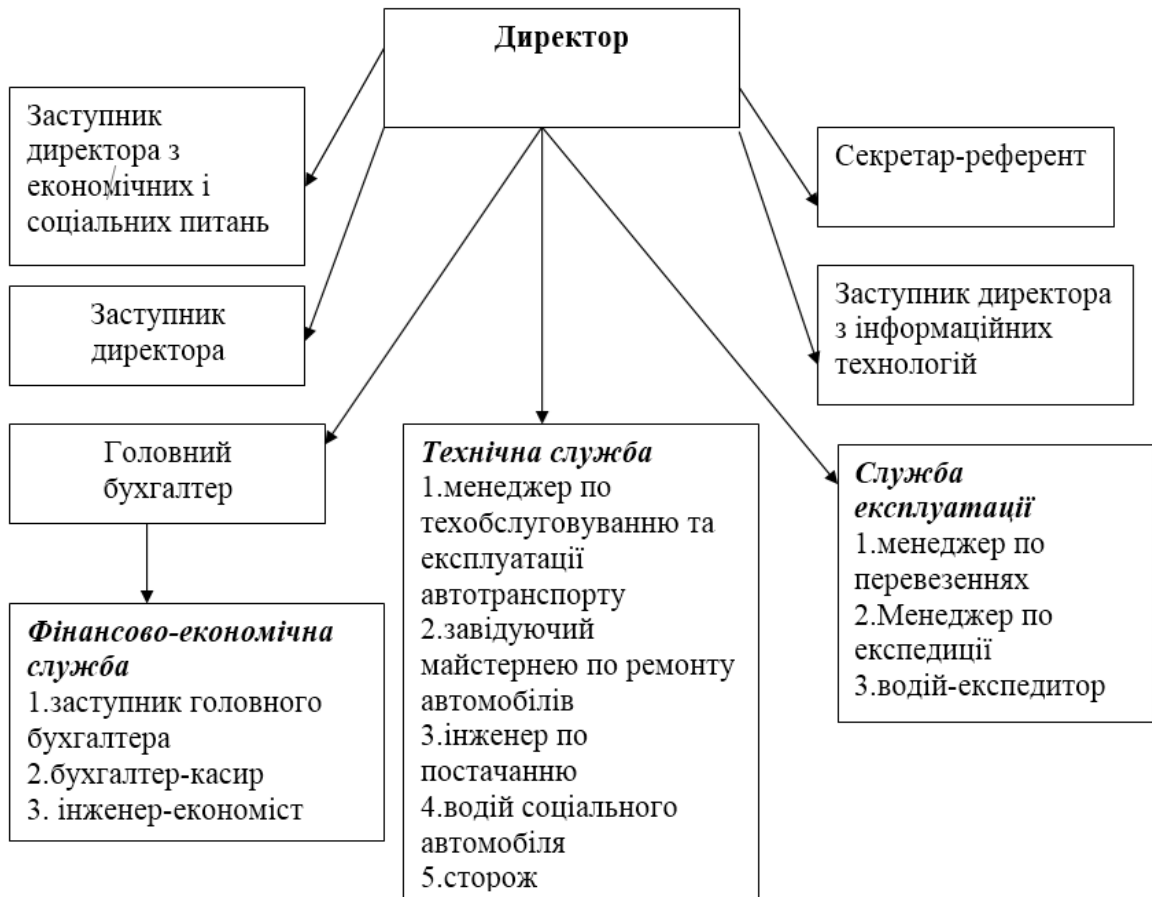 Директор
Заступник
директора з
економічних і
соціальних питань
Секретар-референт
Заступник
директора
Заступник директора
з інформаційних
технологій
Головний
бухгалтер
Технічна служба
1.менеджер по
техобслуговуванню та
експлуатації
автотранспорту
2.завідуючий
майстернею по ремонту
автомобілів
3.інженер по
постачанню
4.водій соціального
автомобіля
5.сторож
Служба
експлуатації
1.менеджер по
перевезеннях
2.Менеджер по
експедиції
3.водій-експедитор
Фінансово-економічна
служба
1.заступник головного
бухгалтера
2.бухгалтер-касир
3. інженер-економіст